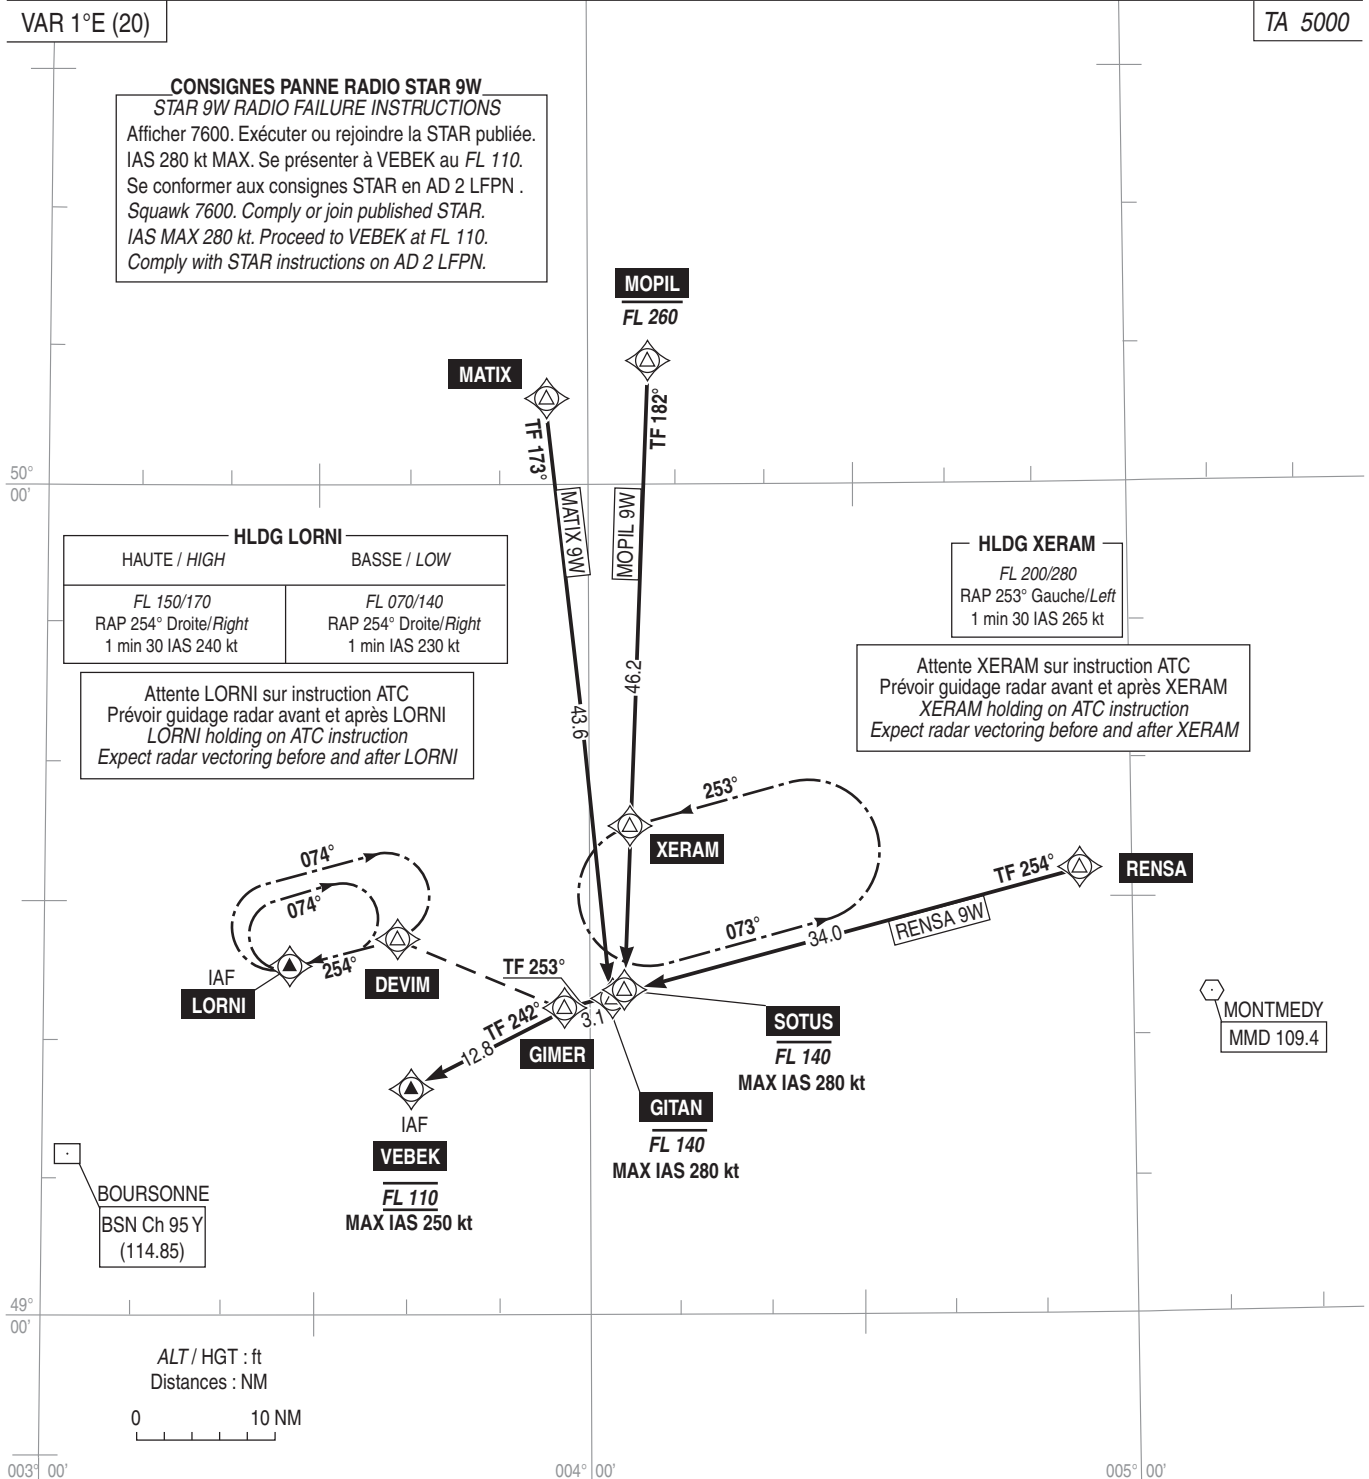 VAR 1°E (20)
TA 5000
CONSIGNES PANNE RADIO STAR 9W
STAR 9W RADIO FAILURE INSTRUCTIONS
Afficher 7600. Exécuter ou rejoindre la STAR publiée.
IAS 280 kt MAX. Se présenter à VEBEK au FL 110.
Se conformer aux consignes STAR en AD 2 LFPN .
Squawk 7600. Comply or join published STAR.
IAS MAX 280 kt. Proceed to VEBEK at FL 110.
Comply with STAR instructions on AD 2 LFPN.
MOPIL
FL 260
MATIX
TF 182°
TF 173°
50°
00'
MATIX 9W
MOPIL 9W
HLDG LORNI
HAUTE / HIGH
BASSE / LOW
FL 150/170
RAP 254° Droite/Right
1 min 30 IAS 240 kt
FL 070/140
RAP 254° Droite/Right
1 min IAS 230 kt
HLDG XERAM
FL 200/280
RAP 253° Gauche/Left
1 min 30 IAS 265 kt
Attente LORNI sur instruction ATC
Prévoir guidage radar avant et après LORNI
LORNI holding on ATC instruction
Expect radar vectoring before and after LORNI
Attente XERAM sur instruction ATC
Prévoir guidage radar avant et après XERAM
XERAM holding on ATC instruction
Expect radar vectoring before and after XERAM
46.2
43.6
253°
XERAM
074°
074°
TF 254°
RENSA
RENSA 9W
073°
34.0
254°
IAF
LORNI
DEVIM
TF 253°
TF 242°
3.1
12.8
GIMER
SOTUS
FL 140
MAX IAS 280 kt
MONTMEDY
MMD 109.4
GITAN
FL 140
MAX IAS 280 kt
IAF
VEBEK
FL 110
MAX IAS 250 kt
BOURSONNE
BSN Ch 95 Y
(114.85)
49°
00'
ALT / HGT : ft
Distances : NM
0
10 NM
003° 00'
004° 00'
005° 00'